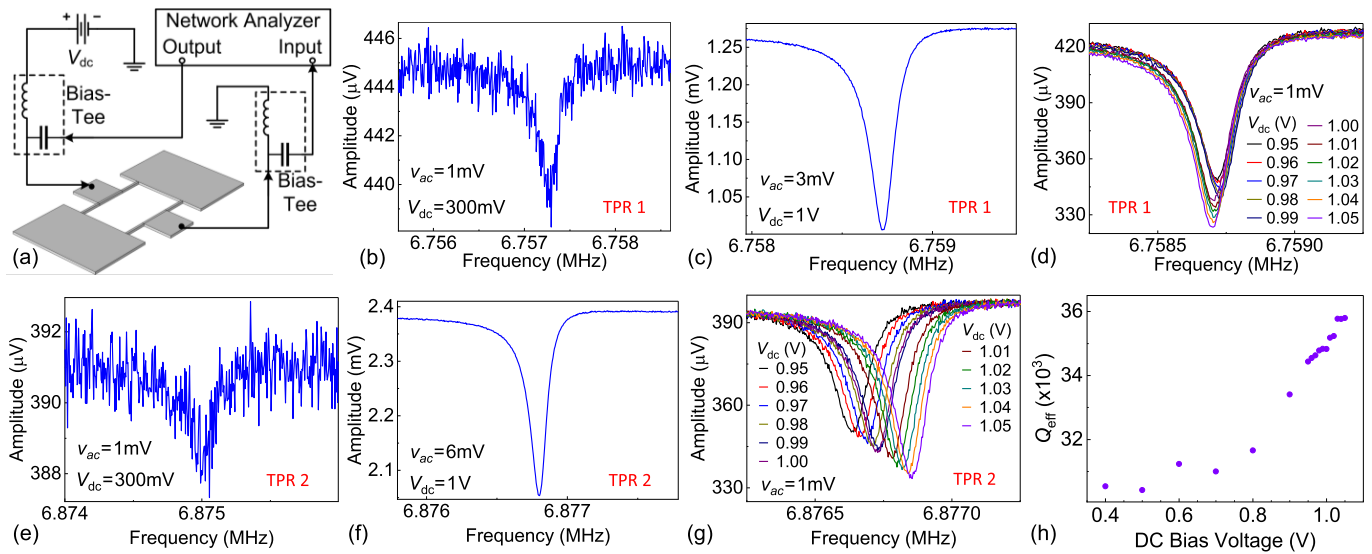 (a)
+ −
V_dc
Network Analyzer
Output Input
Bias-
Tee
Bias-
Tee
(b)
Amplitude (μV)
446
444
442
440
v_ac=1mV
V_dc=300mV
TPR 1
6.756 6.757 6.758
Frequency (MHz)
(c)
Amplitude (mV)
1.25
1.20
1.15
1.10
1.05
v_ac=3mV
V_dc=1V
TPR 1
6.758 6.759
Frequency (MHz)
(d)
Amplitude (μV)
420
390
360
330
v_ac=1mV
V_dc (V)
0.95
0.96
0.97
0.98
0.99
1.00
1.01
1.02
1.03
1.04
1.05
TPR 1
6.7585 6.7590
Frequency (MHz)
(e)
Amplitude (μV)
392
390
388
v_ac=1mV
V_dc=300mV
TPR 2
6.874 6.875
Frequency (MHz)
(f)
Amplitude (mV)
2.4
2.3
2.2
2.1
v_ac=6mV
V_dc=1V
TPR 2
6.876 6.877
Frequency (MHz)
(g)
Amplitude (μV)
390
360
330
V_dc (V)
0.95
0.96
0.97
0.98
0.99
1.00
V_dc (V)
1.01
1.02
1.03
1.04
1.05
v_ac=1mV
TPR 2
6.8765 6.8770
Frequency (MHz)
(h)
Q_eff (x10³)
36
34
32
0.4 0.6 0.8 1.0
DC Bias Voltage (V)